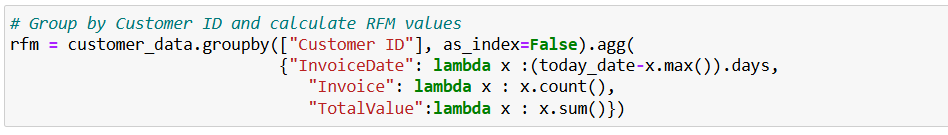 # Group by Customer ID and calculate RFM values
rfm = customer_data.groupby(["Customer ID"], as_index=False).agg(
{"InvoiceDate": lambda x :(today_date-x.max()).days,
"Invoice": lambda x : x.count(),
"TotalValue":lambda x : x.sum()})